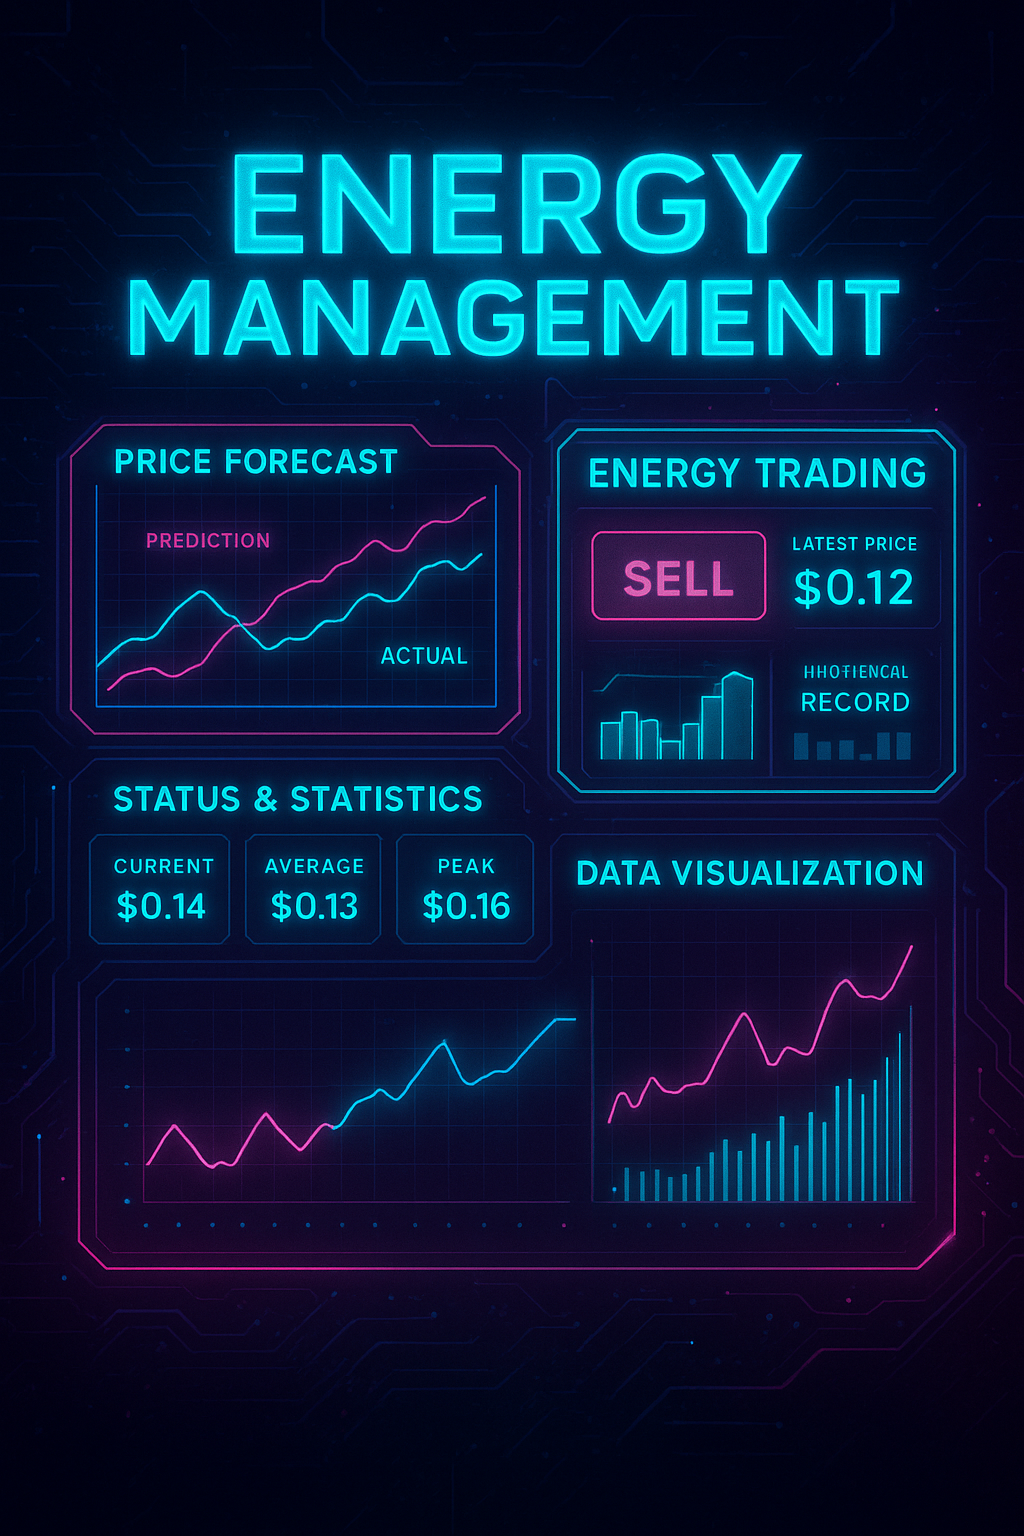 ENERGY
MANAGEMENT
PRICE FORECAST
PREDICTION
ACTUAL
ENERGY TRADING
SELL
LATEST PRICE
$0.12
HHOTIENCAL
RECORD
STATUS & STATISTICS
CURRENT
$0.14
AVERAGE
$0.13
PEAK
$0.16
DATA VISUALIZATION